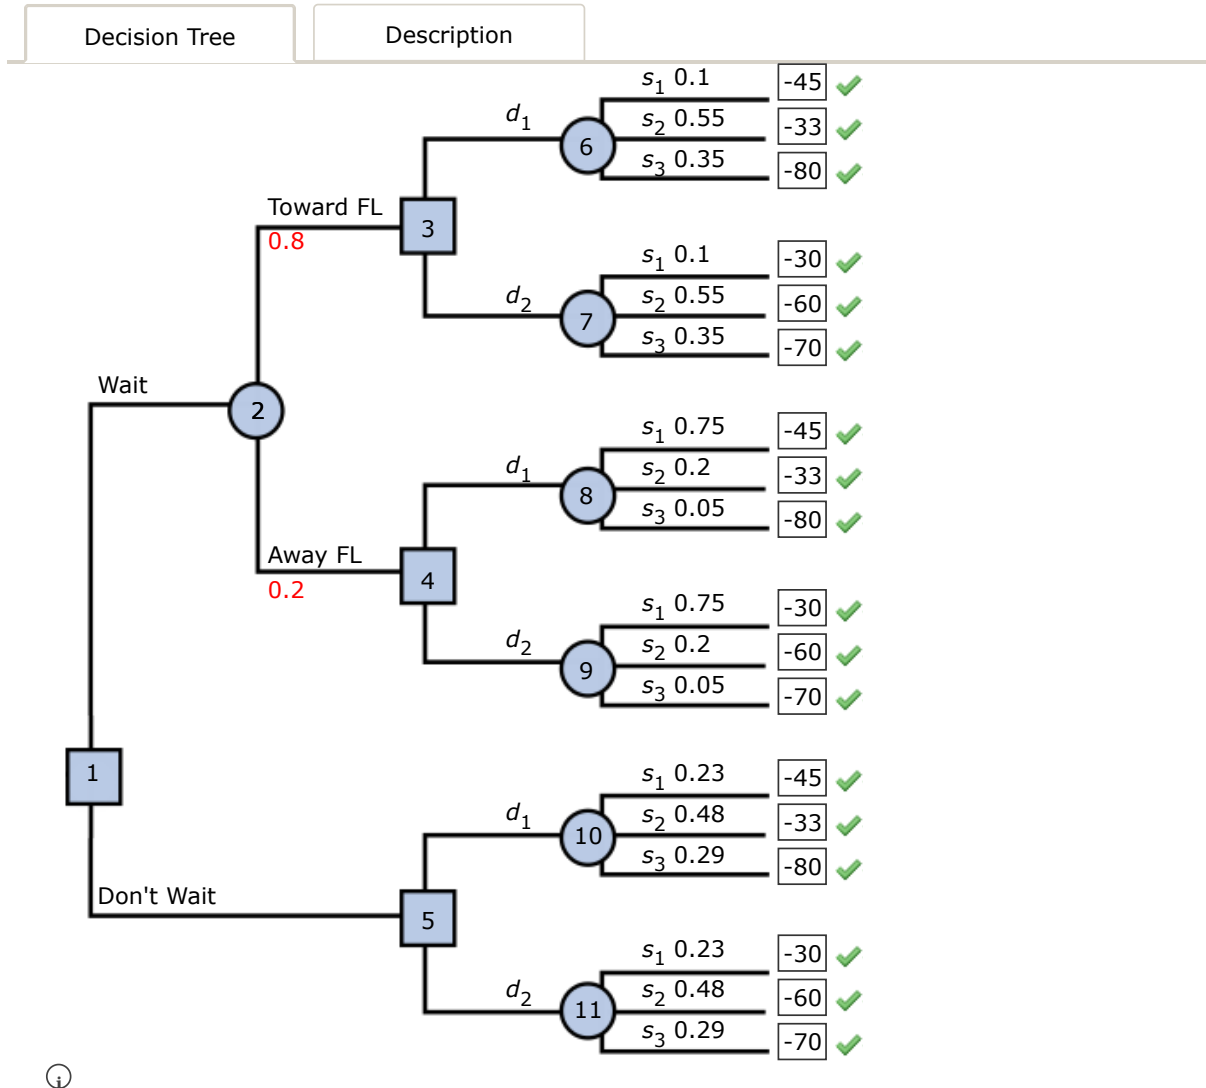 Decision Tree
Description
s1 0.1 -45
d1
s2 0.55 -33
6
s3 0.35 -80
Toward FL
0.8
3
s1 0.1 -30
d2
s2 0.55 -60
7
s3 0.35 -70
Wait
2
s1 0.75 -45
d1
s2 0.2 -33
8
s3 0.05 -80
Away FL
0.2
4
s1 0.75 -30
d2
s2 0.2 -60
9
s3 0.05 -70
1
s1 0.23 -45
d1
s2 0.48 -33
10
s3 0.29 -80
Don't Wait
5
s1 0.23 -30
d2
s2 0.48 -60
11
s3 0.29 -70
i